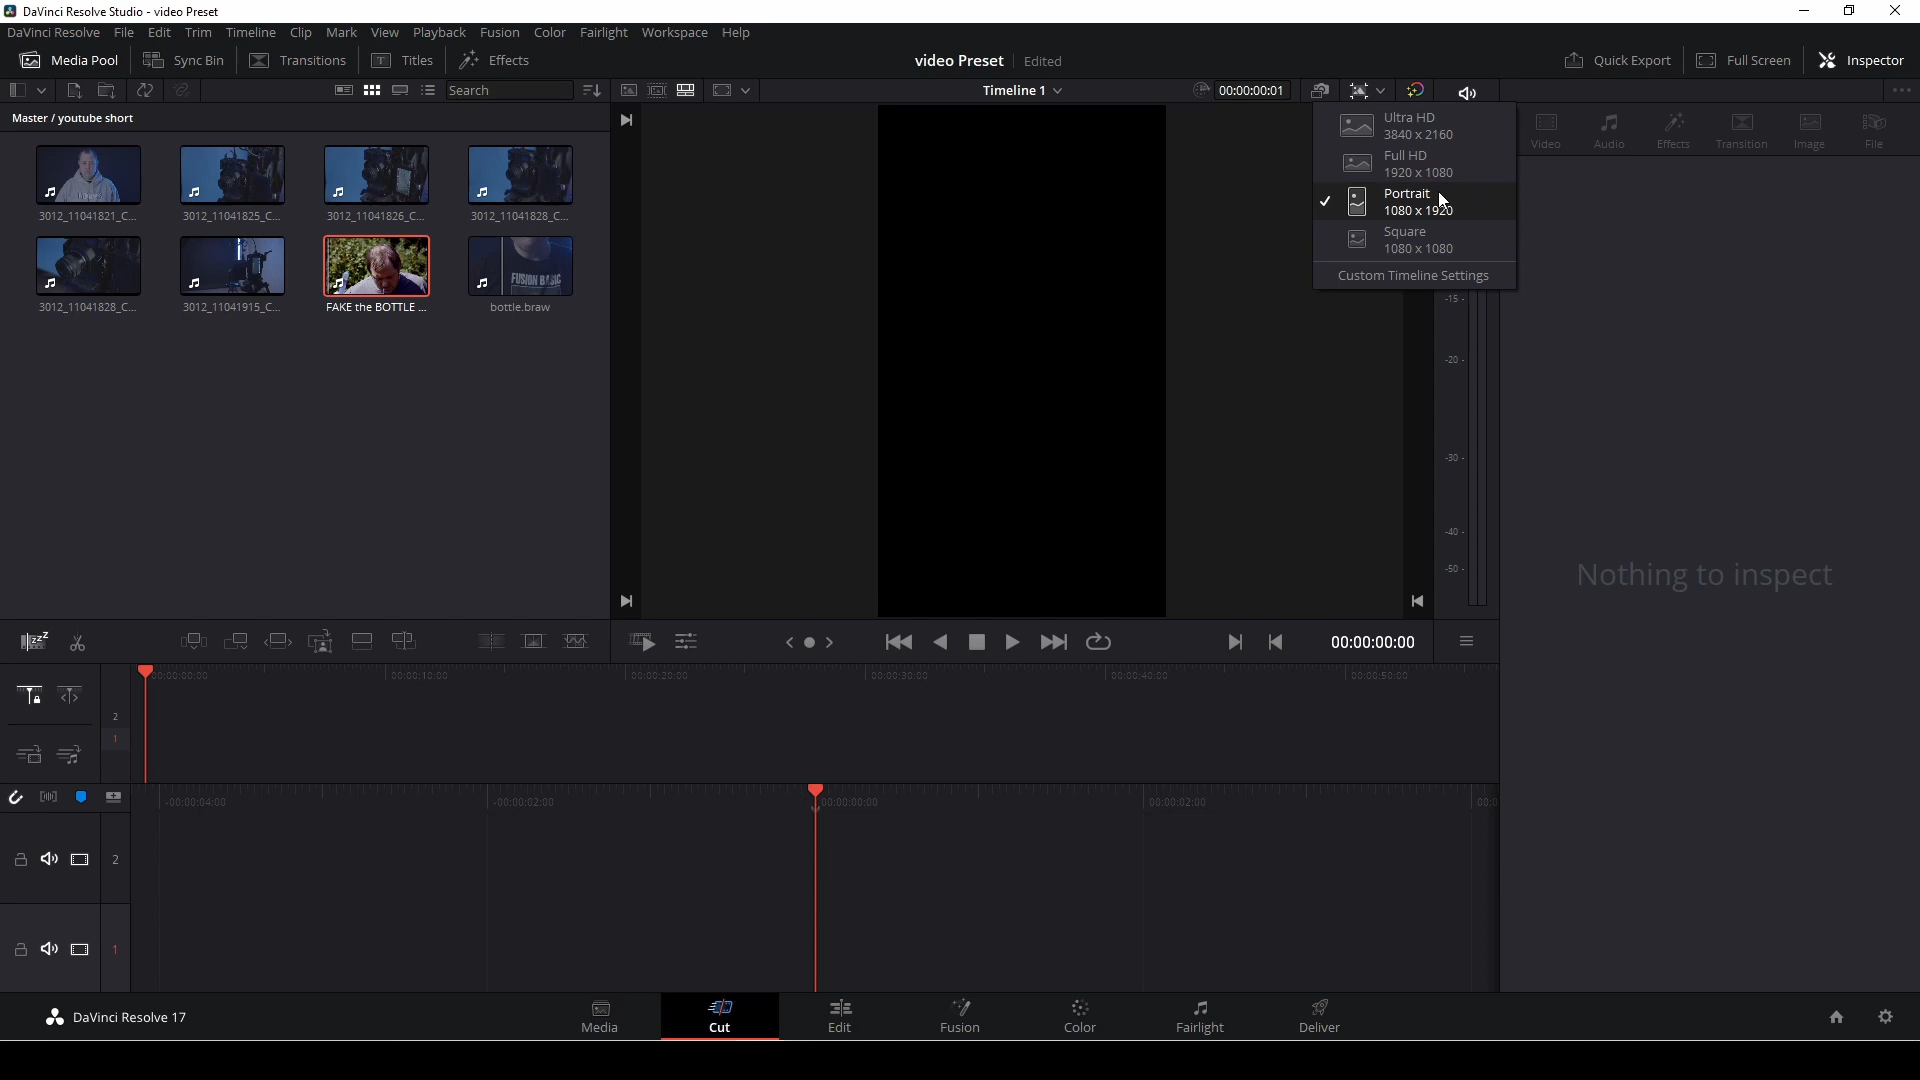 DaVinci Resolve Studio - video Preset
DaVinci Resolve File Edit Trim Timeline Clip Mark View Playback Fusion Color Fairlight Workspace Help
Media Pool Sync Bin Transitions Titles Effects
video Preset Edited
Quick Export Full Screen Inspector
Search
Timeline 1
00:00:00:01
Master / youtube short
Ultra HD
3840 x 2160
Full HD
1920 x 1080
Portrait
1080 x 1920
Square
1080 x 1080
Custom Timeline Settings
Video Audio Effects Transition Image File
3012_11041821_C... 3012_11041825_C... 3012_11041826_C... 3012_11041828_C...
FUSION BASIC
3012_11041828_C... 3012_11041915_C... FAKE the BOTTLE ... bottle.braw
-15 -
-20 -
-30 -
-40 -
-50 -
Nothing to inspect
zzZ
00:00:00:00
00:00:00:00 00:00:10:00 00:00:20:00 00:00:30:00 00:00:40:00 00:00:50:00
2
1
-00:00:04:00 -00:00:02:00 00:00:00:00 00:00:02:00 00:0
2
1
DaVinci Resolve 17
Media Cut Edit Fusion Color Fairlight Deliver